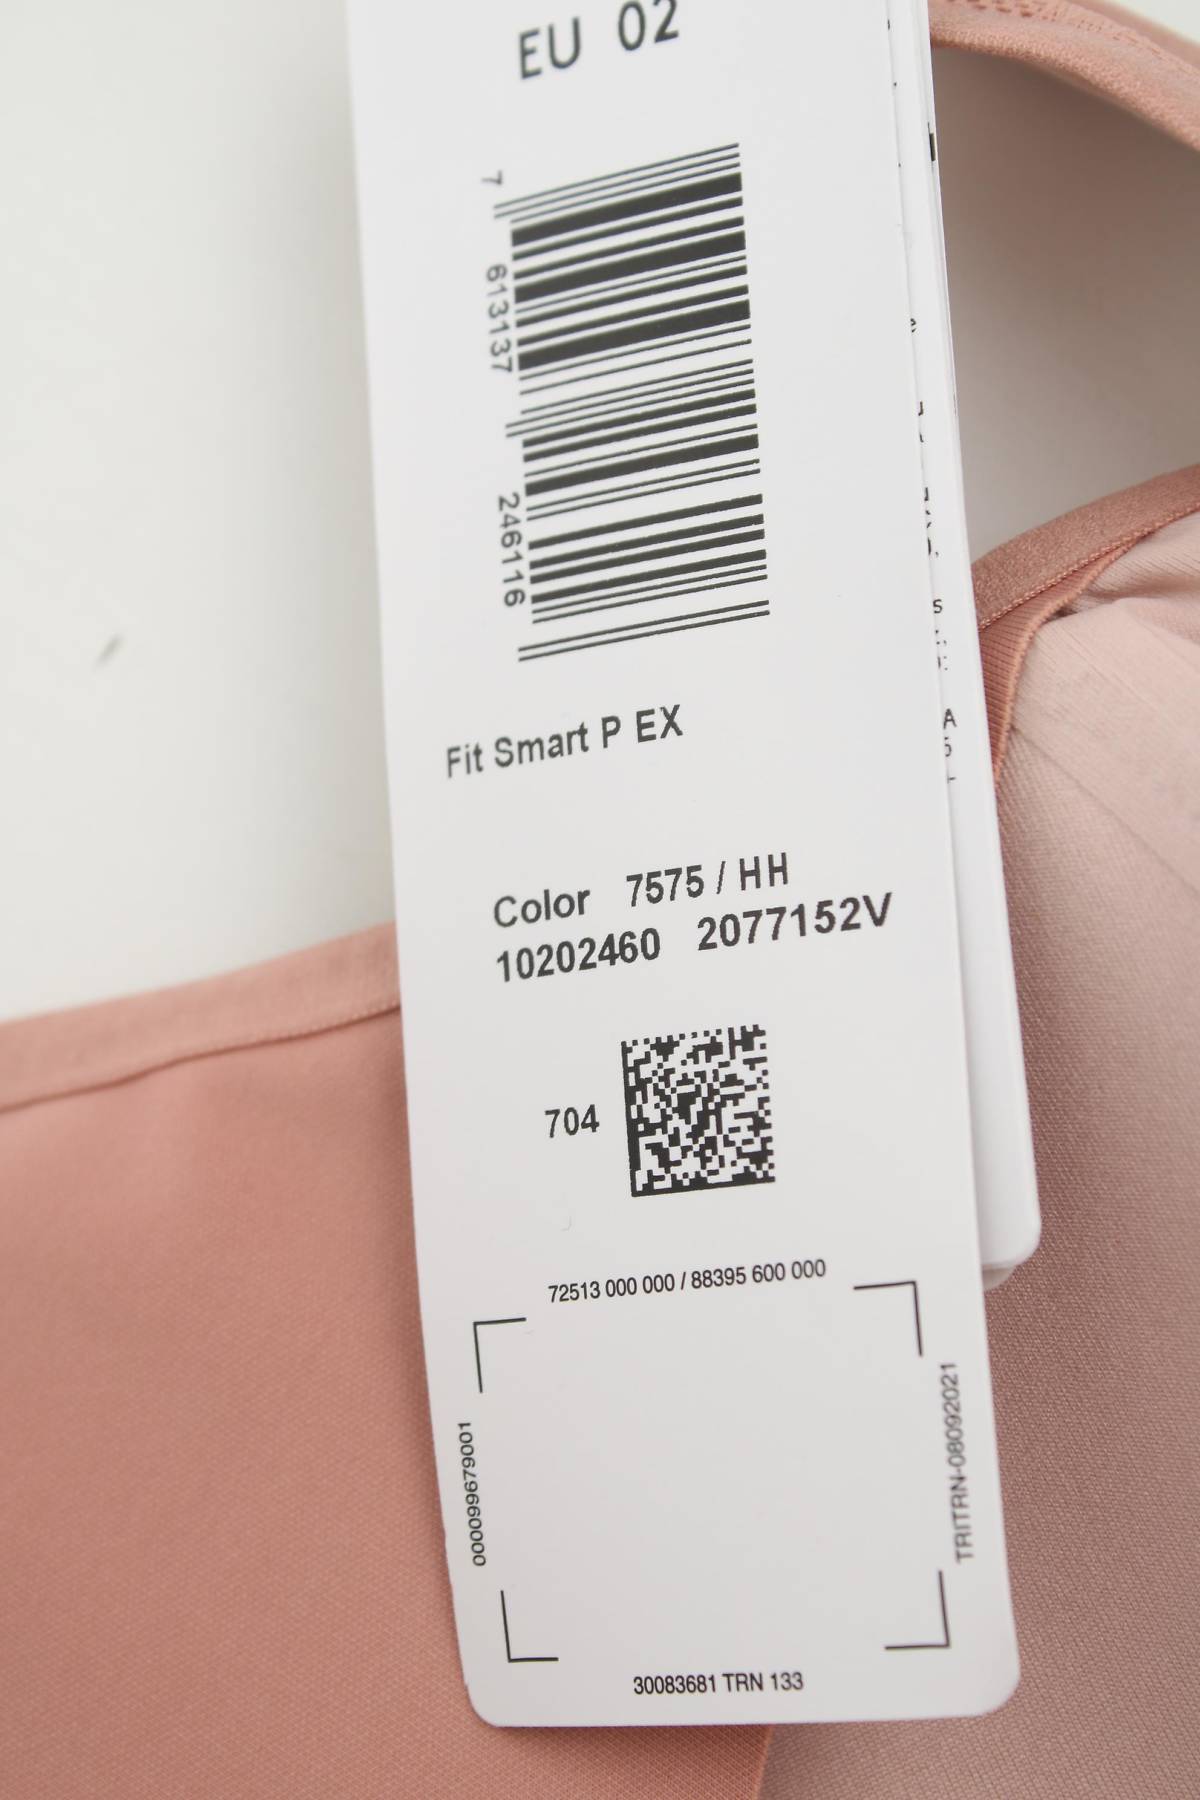 EU 02
7 613137 246116
Fit Smart P EX
Color 7575 / HH
10202460 2077152V
704
72513 000 000 / 88395 600 000
000099679001
TRITRN-08092021
30083681 TRN 133